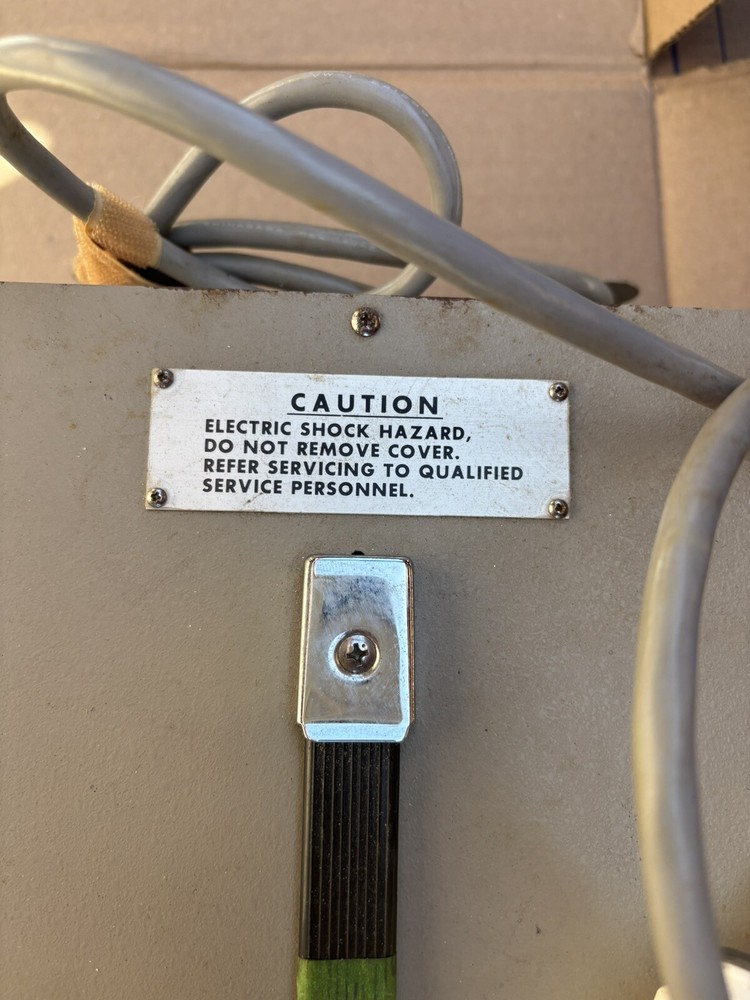 CAUTION
ELECTRIC SHOCK HAZARD,
DO NOT REMOVE COVER.
REFER SERVICING TO QUALIFIED
SERVICE PERSONNEL.